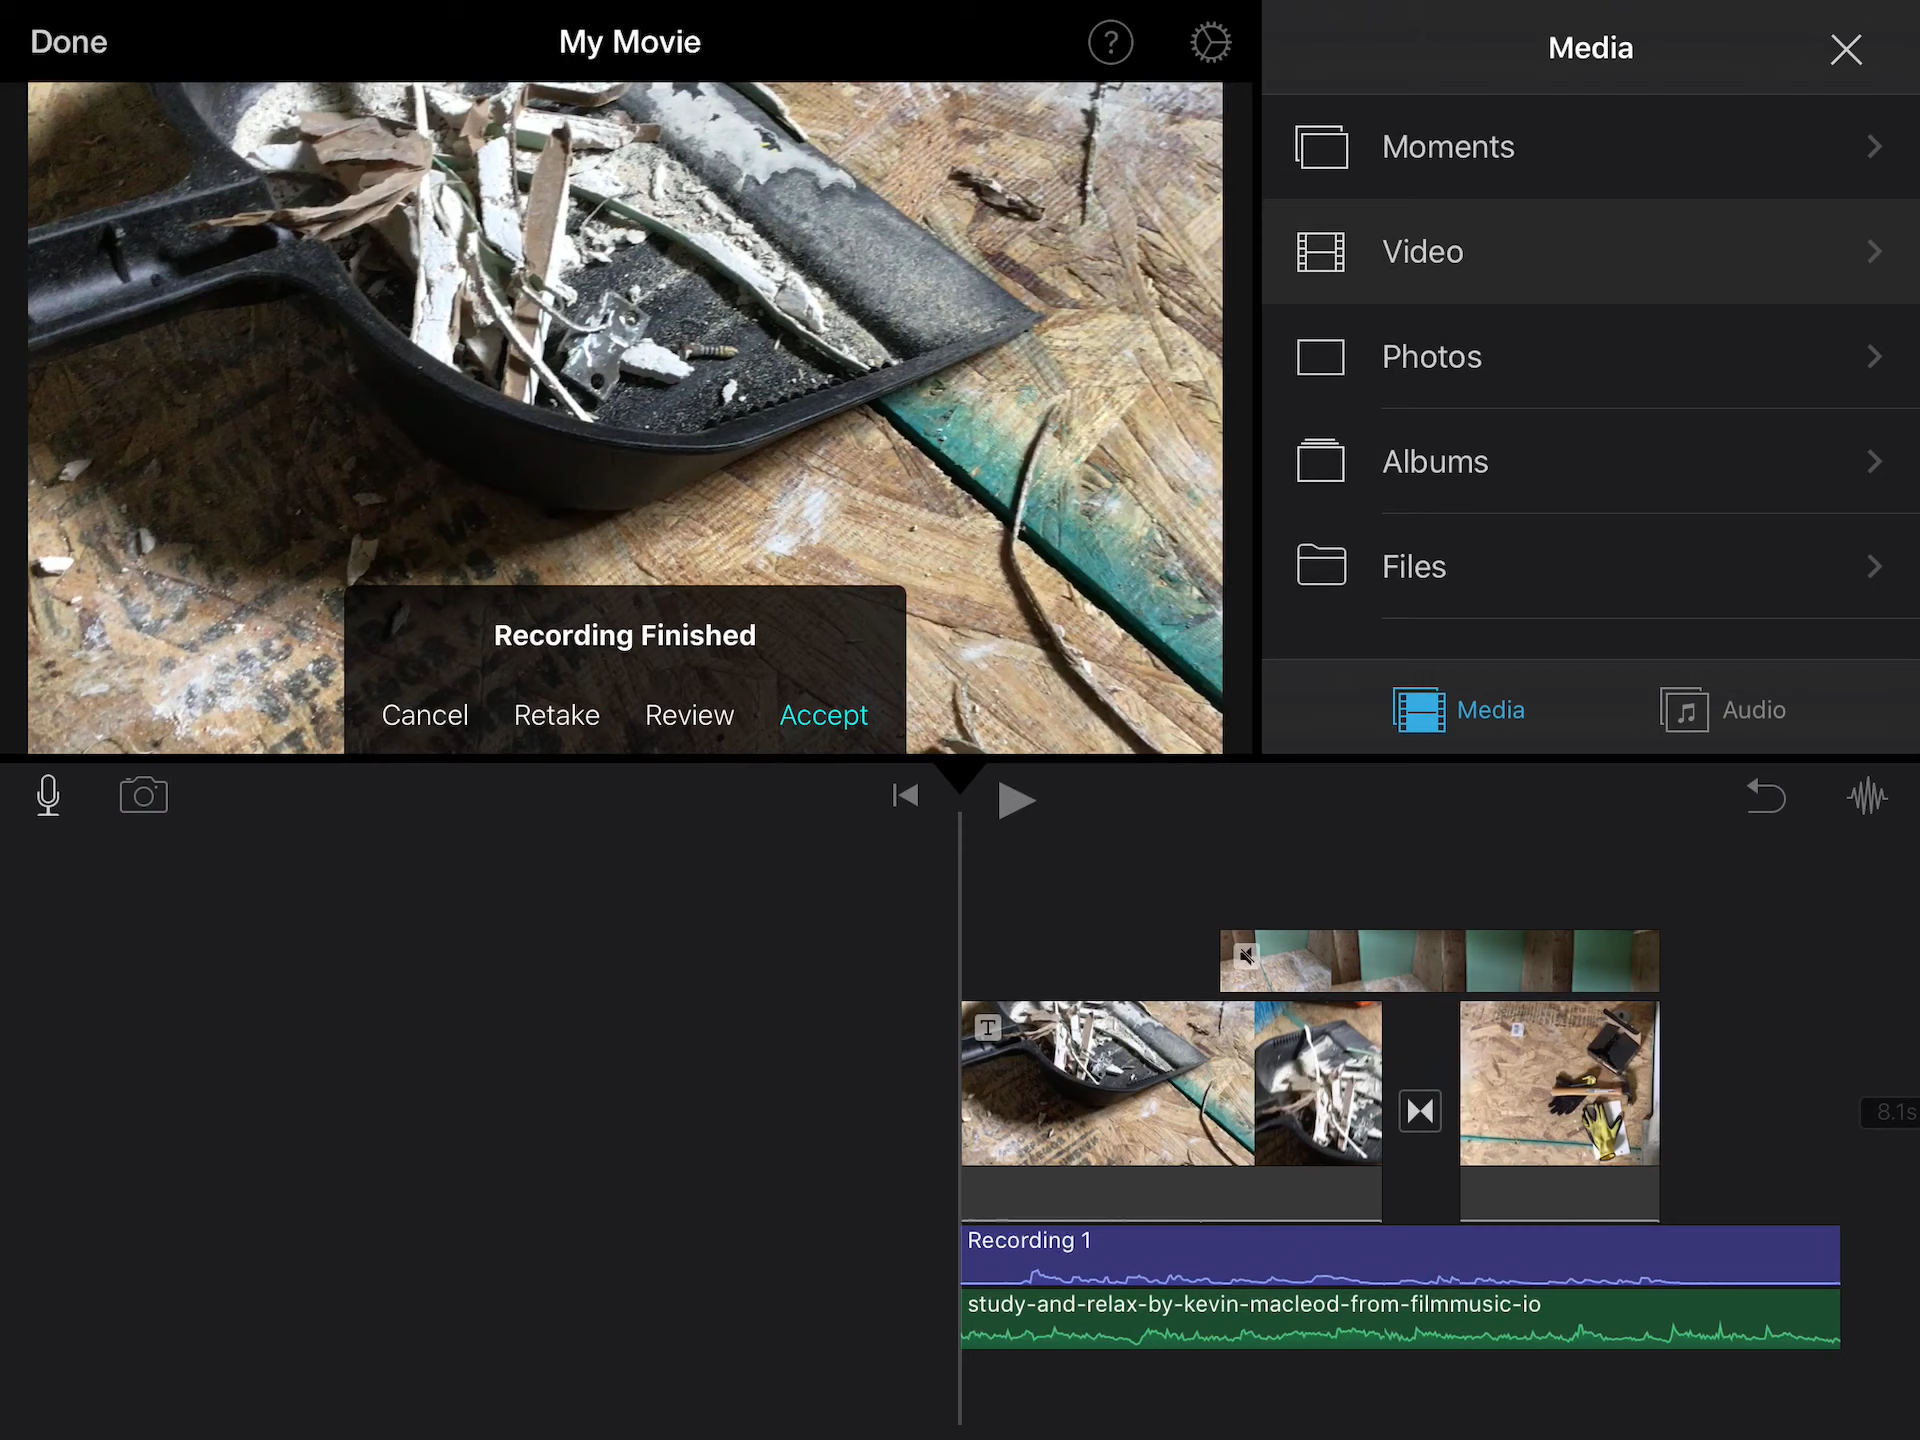 Done
My Movie
?
Media
Moments
Video
Photos
Albums
Files
Media
Audio
Recording Finished
Cancel
Retake
Review
Accept
T
8.1s
Recording 1
study-and-relax-by-kevin-macleod-from-filmmusic-io